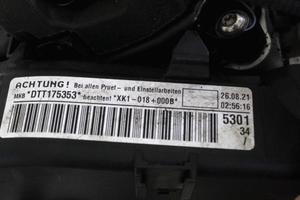 ACHTUNG! Bei allen Pruef- und Einstellarbeiten
MKB *DTT175353* beachten! *XK1-018+000B*
26.08.21
02:56:16
5301
34/